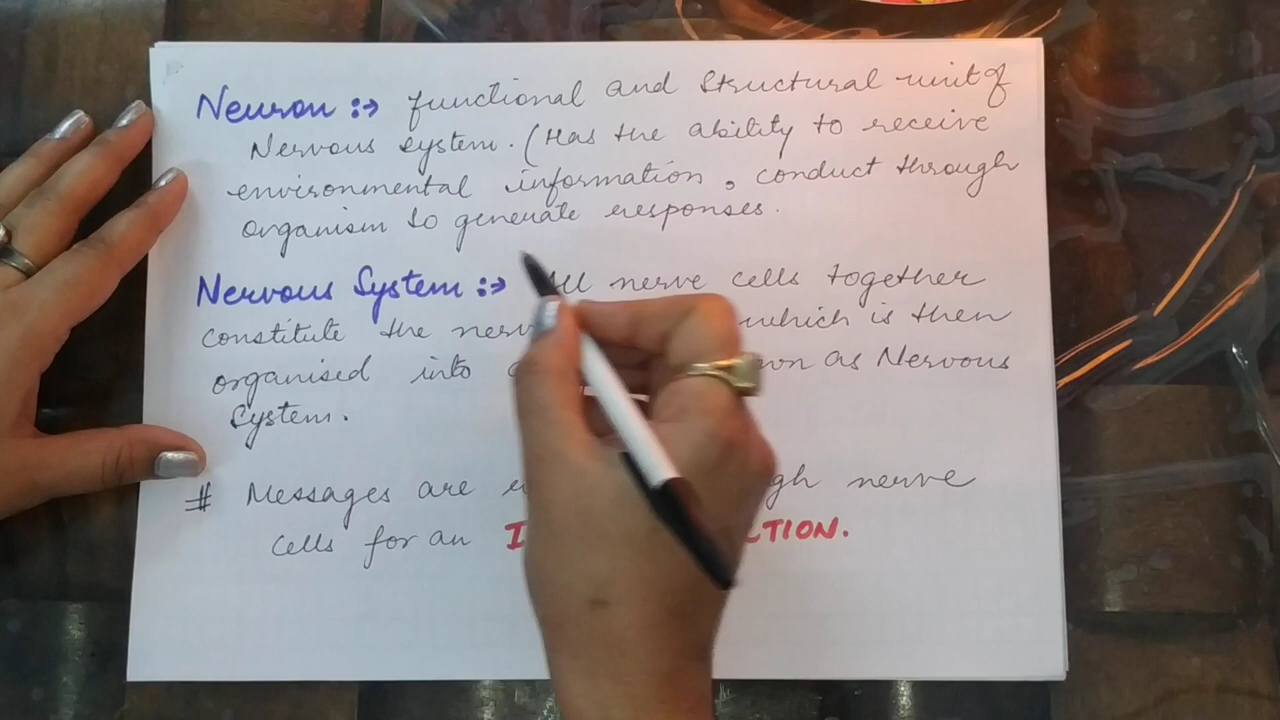 Neuron :→ functional and structural unit of
Nervous system. (Has the ability to receive
environmental information, conduct through
organism to generate responses.
Nervous System :→ All nerve cells together
constitute the which is then
organised into as Nervous
System.
# Messages are nerve
cells for an